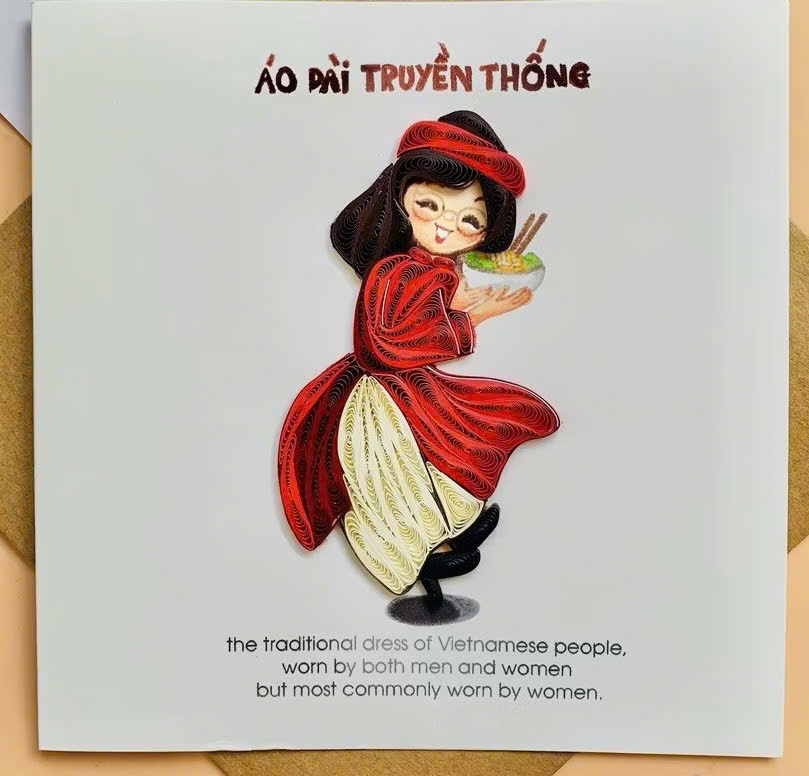 ÁO DÀI TRUYỀN THỐNG
the traditional dress of Vietnamese people,
worn by both men and women
but most commonly worn by women.